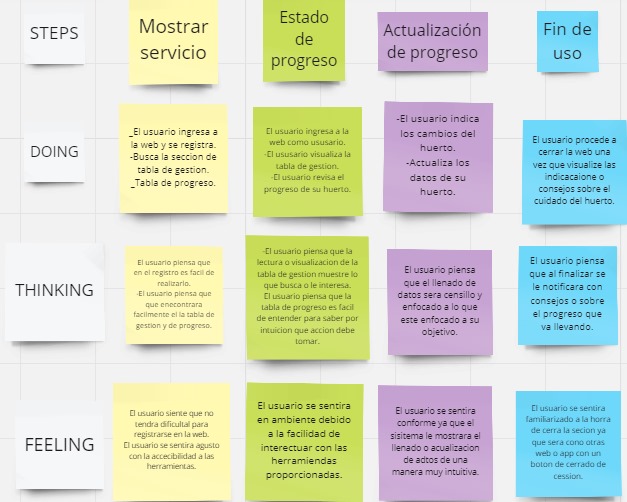 STEPS
Mostrar
servicio
Estado
de
progreso
Actualización
de progreso
Fin de
uso
DOING
_El usuario ingresa a
la web y se registra.
-Busca la seccion de
tabla de gestion.
_Tabla de progreso.
El usuario ingresa a la
web como ususario.
-El ususario visualiza la
tabla de gestion.
-El usuario revisa el
progreso de su huerto.
-El usuario indica
los cambios del
huerto.
-Actualiza los
datos de su
huerto.
El usuario procede a
cerrar la web una
vez que visualize las
indicacaione o
consejos sobre el
cuidado del huerto.
THINKING
El usuario piensa que
en el registro es facil de
realizarlo.
-El usuario piensa que
que enecontrara
facilmente el la tabla de
gestion y de progreso.
-El usuario piensa que la
lectura o visualizacion de la
tabla de gestion muestre lo
que busca o le interesa.
El usuario piensa que la
tabla de progreso es facil
de entender para saber por
intuicion que accion debe
tomar.
El usuario piensa
que el llenado de
datos sera censillo y
enfocado a lo que
este enfocado a su
objetivo.
El usuario piensa
que al finalizar se
le notificara con
consejos o sobre
el progreso que
va llevando.
FEELING
El usuario siente que no
tendra dificultal para
registrarse en la web.
El usuario se sentira agusto
con la accecibilidad a las
herramientas.
El usuario se sentira
en ambiente debido
a la facilidad de
interectuar con las
herramiendas
proporcionadas.
El usuario se sentira
conforme ya que el
sisitema le mostrara el
llenado o acualizacion
de adtos de una
manera muy intuitiva.
El usuario se sentira
familiarizado a la horra
de cerra la secion ya
que sera cono otras
web o app con un
boton de cerrado de
cession.